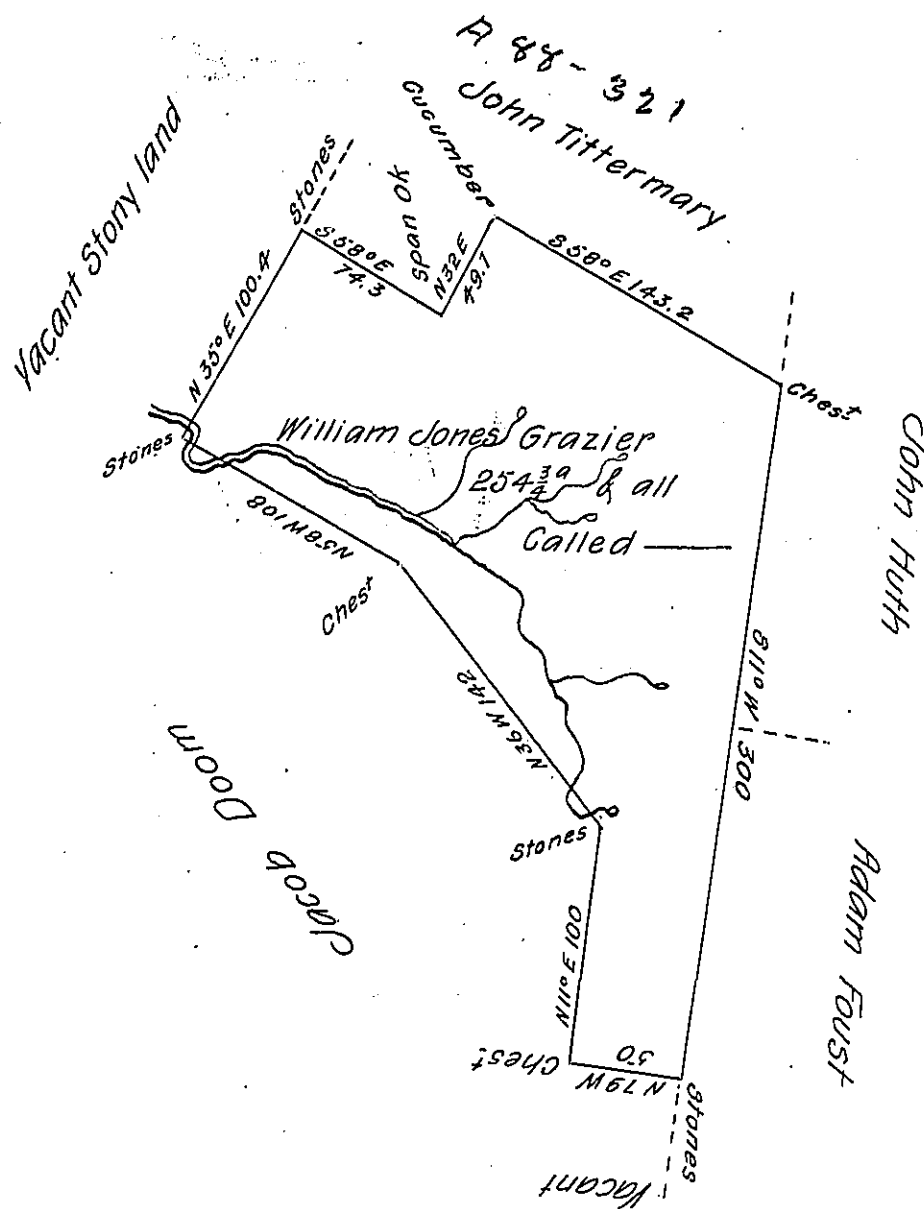 A 88-321
John Tittermary
Cucumber
Vacant Stony land
Stones
Span Ok
S 58° E
74.3
N32E
49.7
S 58° E 143.2
N 35° E 100.4
Chest
Stones
William Jones Grazier
254 3/4 a & all
Called
John Huth
N58W 108
Chest
S11° W 300
N36W 142
Jacob Doom
Stones
Adam Foust
N11° E 100
Chest
50
N79W
Stones
Vacant